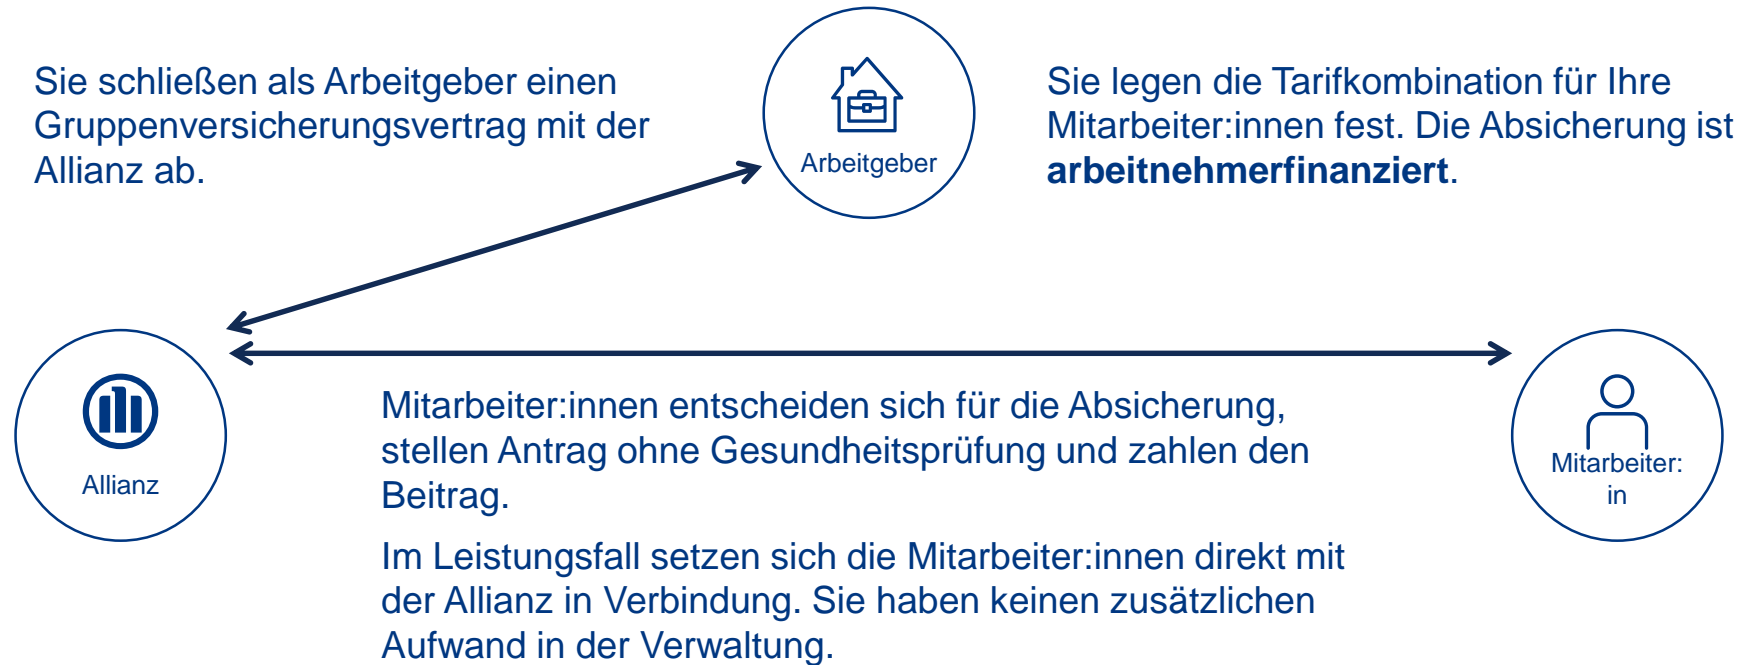 Sie schließen als Arbeitgeber einen
Gruppenversicherungsvertrag mit der
Allianz ab.
Arbeitgeber
Sie legen die Tarifkombination für Ihre
Mitarbeiter:innen fest. Die Absicherung ist
arbeitnehmerfinanziert.
Allianz
Mitarbeiter:innen entscheiden sich für die Absicherung,
stellen Antrag ohne Gesundheitsprüfung und zahlen den
Beitrag.
Im Leistungsfall setzen sich die Mitarbeiter:innen direkt mit
der Allianz in Verbindung. Sie haben keinen zusätzlichen
Aufwand in der Verwaltung.
Mitarbeiter:
in